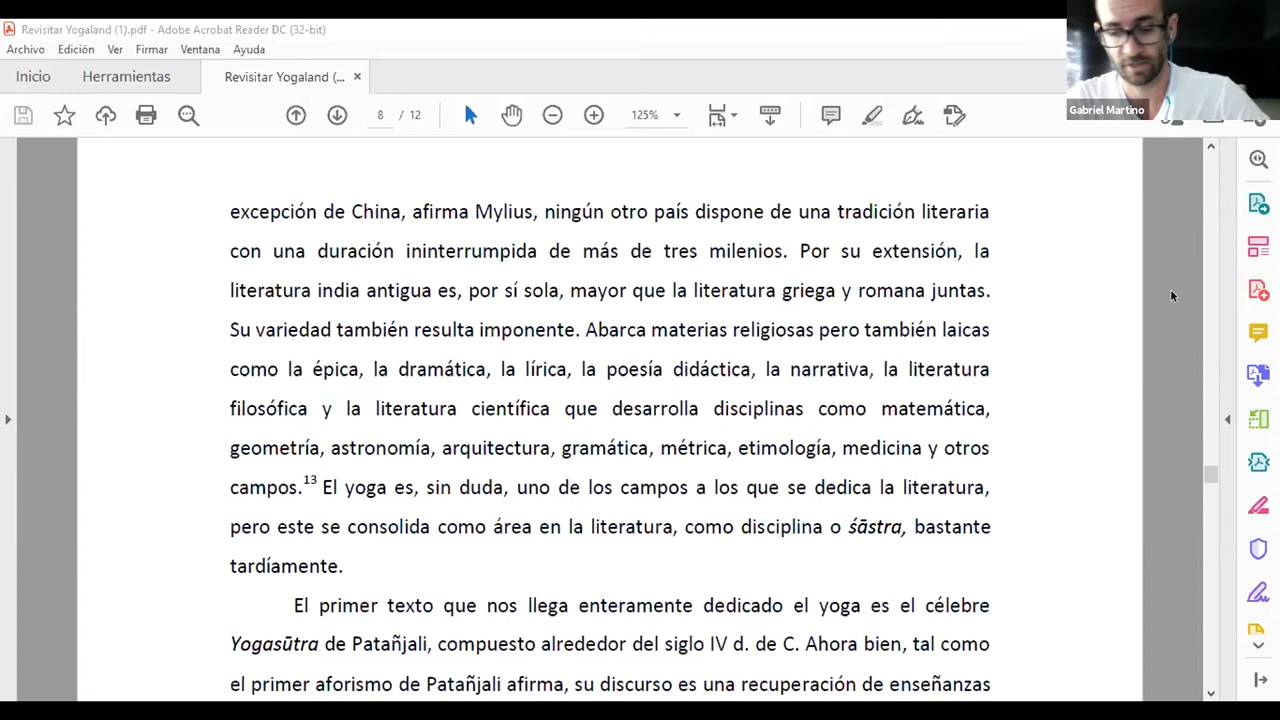 Revisitar Yogaland (1).pdf - Adobe Acrobat Reader DC (32-bit)
Archivo Edición Ver Firmar Ventana Ayuda
Inicio Herramientas Revisitar Yogaland (... ×
/ 12 125%
Gabriel Martino
excepción de China, afirma Mylius, ningún otro país dispone de una tradición literaria
con una duración ininterrumpida de más de tres milenios. Por su extensión, la
literatura india antigua es, por sí sola, mayor que la literatura griega y romana juntas.
Su variedad también resulta imponente. Abarca materias religiosas pero también laicas
como la épica, la dramática, la lírica, la poesía didáctica, la narrativa, la literatura
filosófica y la literatura científica que desarrolla disciplinas como matemática,
geometría, astronomía, arquitectura, gramática, métrica, etimología, medicina y otros
campos.13 El yoga es, sin duda, uno de los campos a los que se dedica la literatura,
pero este se consolida como área en la literatura, como disciplina o śāstra, bastante
tardíamente.
El primer texto que nos llega enteramente dedicado el yoga es el célebre
Yogasūtra de Patañjali, compuesto alrededor del siglo IV d. de C. Ahora bien, tal como
el primer aforismo de Patañjali afirma, su discurso es una recuperación de enseñanzas